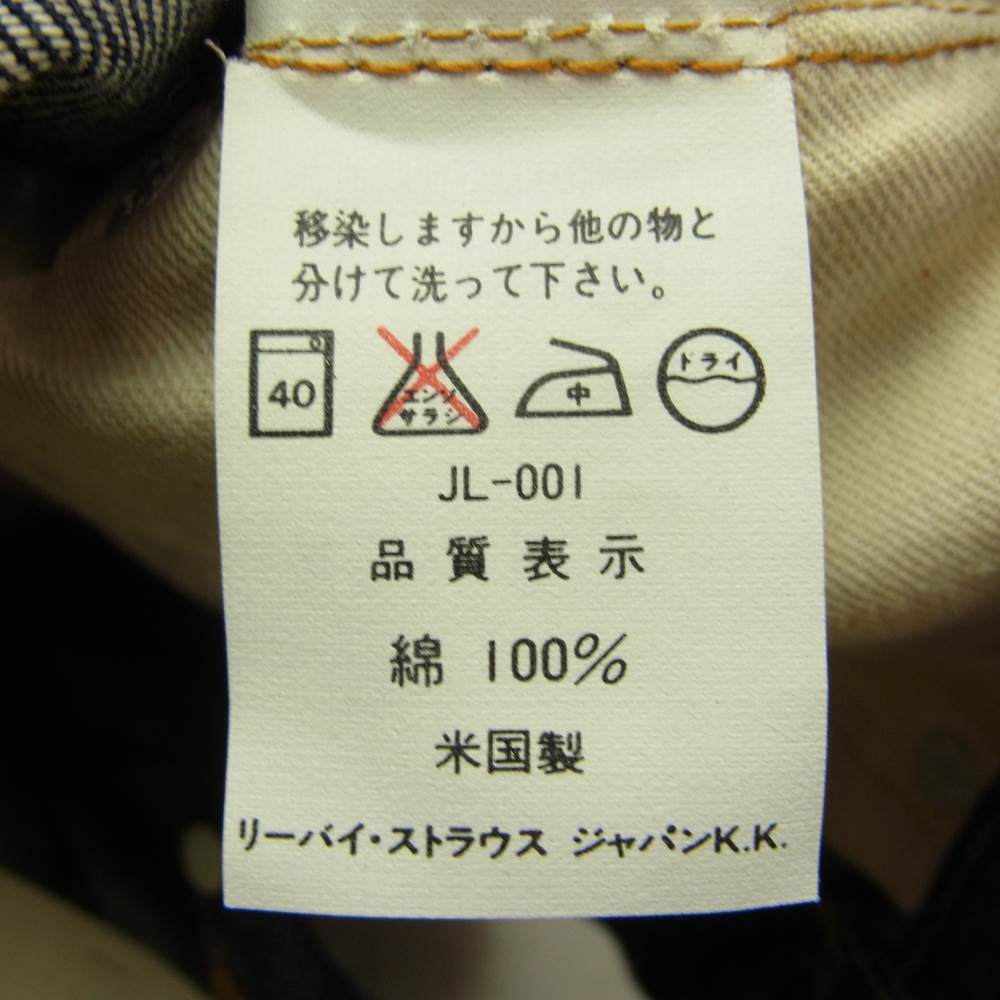 移染しますから他の物と
分けて洗って下さい。
40 エンソ サラシ 中 ドライ
JL-001
品質表示
綿 100%
米国製
リーバイ・ストラウス ジャパンK.K.